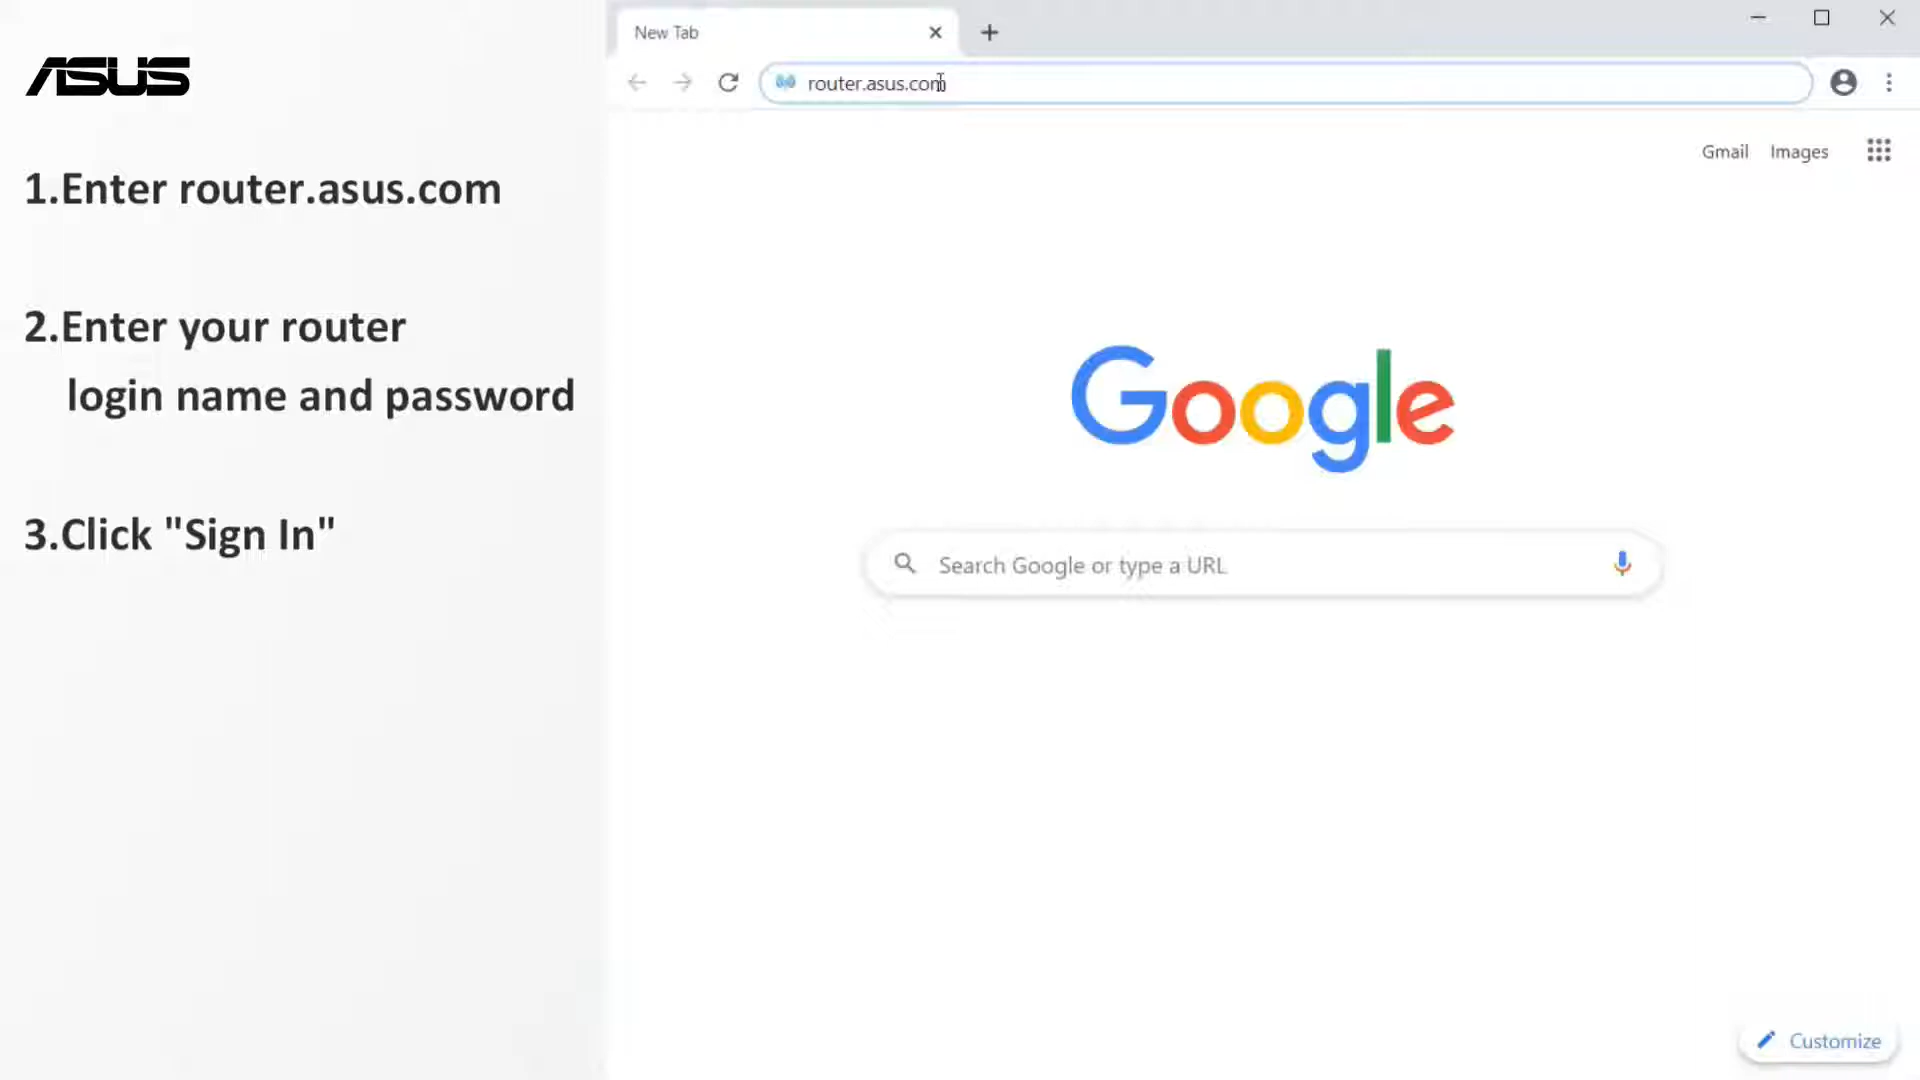 ASUS
1.Enter router.asus.com
2.Enter your router
login name and password
3.Click "Sign In"
New Tab
router.asus.com
Gmail Images
Google
Search Google or type a URL
Customize